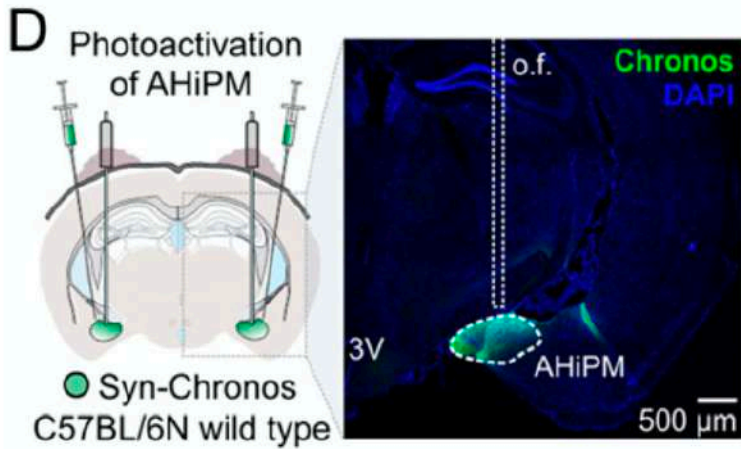 D
Photoactivation
of AHiPM
Syn-Chronos
C57BL/6N wild type
o.f.
Chronos
DAPI
3V
AHiPM
500 µm